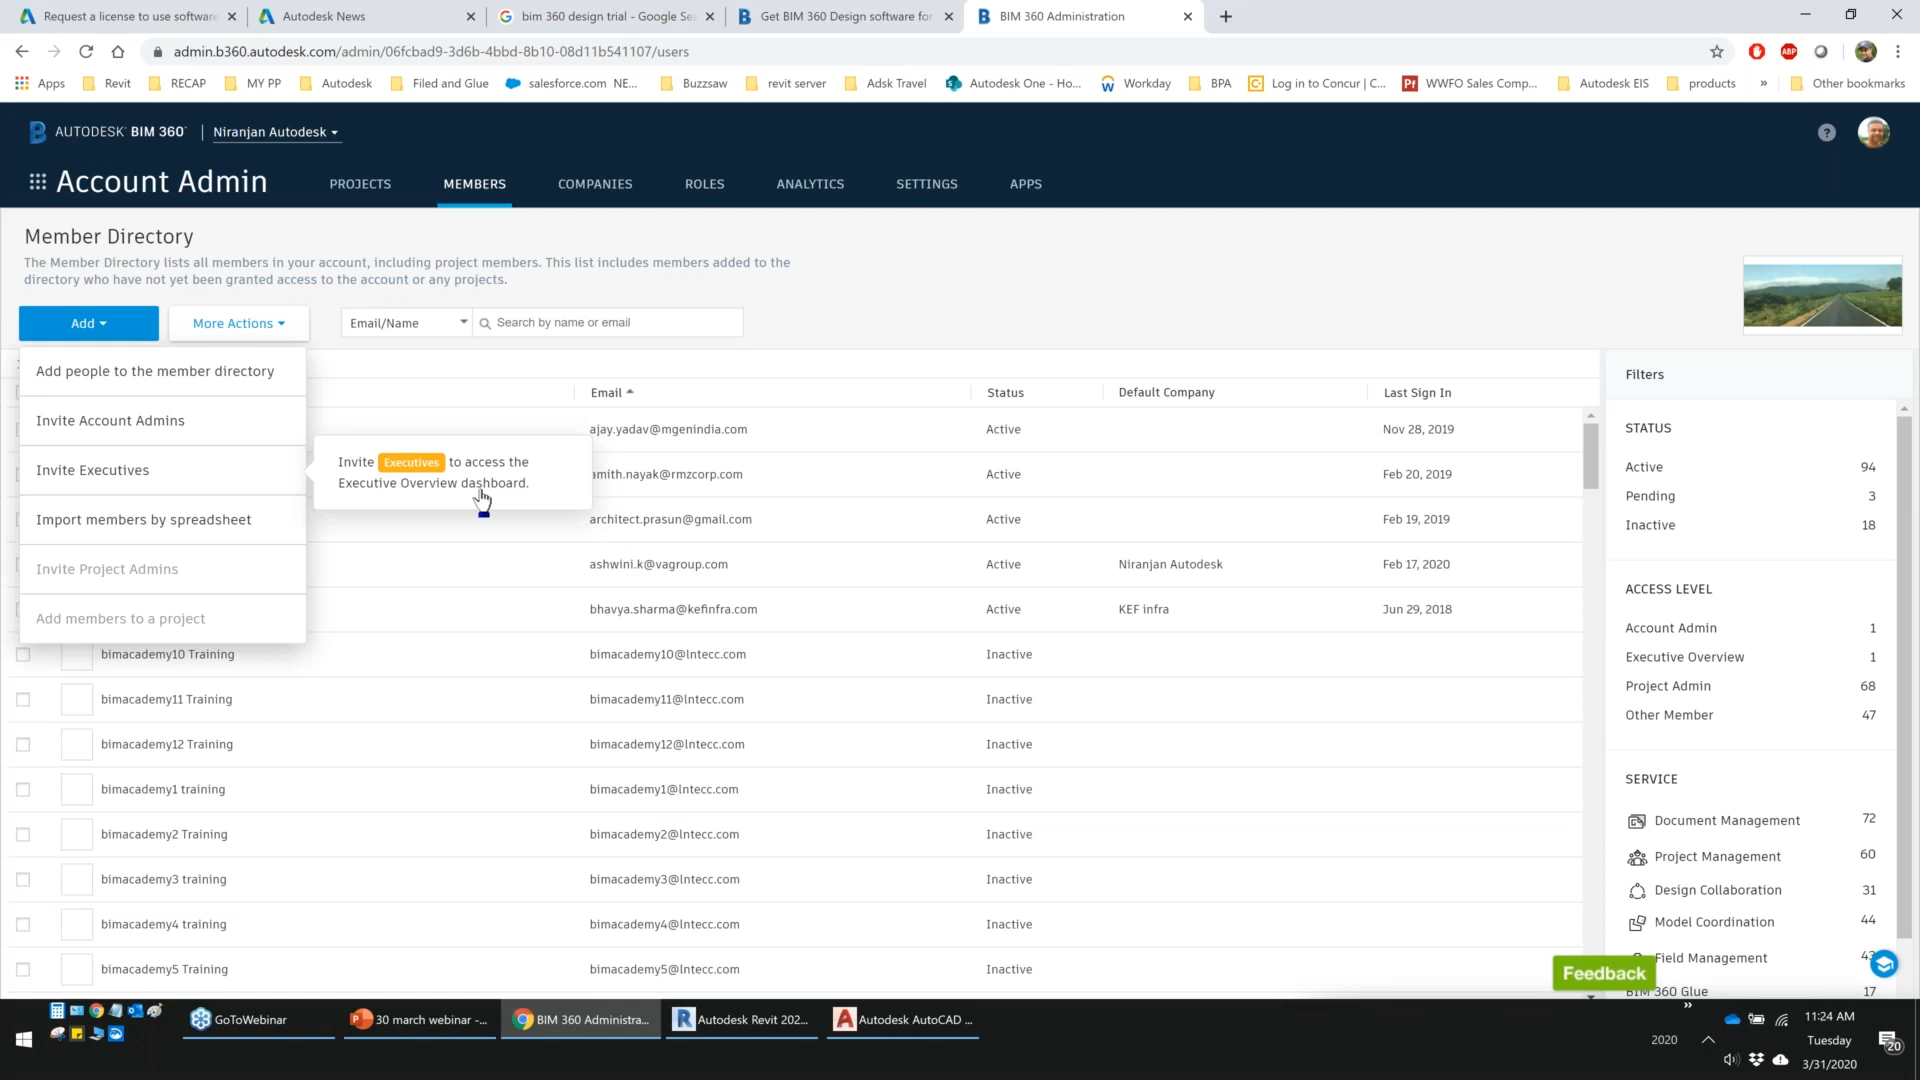 Request a license to use software
Autodesk News
bim 360 design trial - Google Se
Get BIM 360 Design software for
BIM 360 Administration
admin.b360.autodesk.com/admin/06fcbad9-3d6b-4bbd-8b10-08d11b541107/users
Apps
Revit
RECAP
MY PP
Autodesk
Filed and Glue
salesforce.com NE...
Buzzsaw
revit server
Adsk Travel
Autodesk One - Ho...
Workday
BPA
Log in to Concur | C...
WWFO Sales Comp...
Autodesk EIS
products
»
Other bookmarks
AUTODESK® BIM 360™
Niranjan Autodesk
Account Admin
PROJECTS
MEMBERS
COMPANIES
ROLES
ANALYTICS
SETTINGS
APPS
Member Directory
The Member Directory lists all members in your account, including project members. This list includes members added to the
directory who have not yet been granted access to the account or any projects.
Add
More Actions
Email/Name
Search by name or email
Add people to the member directory
Invite Account Admins
Invite Executives
Import members by spreadsheet
Invite Project Admins
Add members to a project
Invite Executives to access the
Executive Overview dashboard.
Email
Status
Default Company
Last Sign In
ajay.yadav@mgenindia.com Active Nov 28, 2019
amith.nayak@rmzcorp.com Active Feb 20, 2019
architect.prasun@gmail.com Active Feb 19, 2019
ashwini.k@vagroup.com Active Niranjan Autodesk Feb 17, 2020
bhavya.sharma@kefinfra.com Active KEF infra Jun 29, 2018
bimacademy10 Training bimacademy10@lntecc.com Inactive
bimacademy11 Training bimacademy11@lntecc.com Inactive
bimacademy12 Training bimacademy12@lntecc.com Inactive
bimacademy1 training bimacademy1@lntecc.com Inactive
bimacademy2 Training bimacademy2@lntecc.com Inactive
bimacademy3 training bimacademy3@lntecc.com Inactive
bimacademy4 training bimacademy4@lntecc.com Inactive
bimacademy5 Training bimacademy5@lntecc.com Inactive
Filters
STATUS
Active 94
Pending 3
Inactive 18
ACCESS LEVEL
Account Admin 1
Executive Overview 1
Project Admin 68
Other Member 47
SERVICE
Document Management 72
Project Management 60
Design Collaboration 31
Model Coordination 44
Field Management 43
BIM 360 Glue 17
Feedback
GoToWebinar
30 march webinar -...
BIM 360 Administra...
Autodesk Revit 202...
Autodesk AutoCAD ...
»
2020
11:24 AM
Tuesday
3/31/2020
20